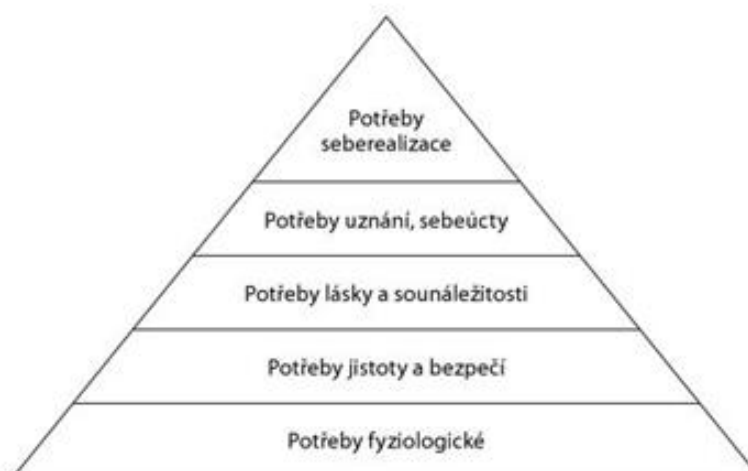 Potřeby
seberealizace
Potřeby uznání, sebeúcty
Potřeby lásky a sounáležitosti
Potřeby jistoty a bezpečí
Potřeby fyziologické